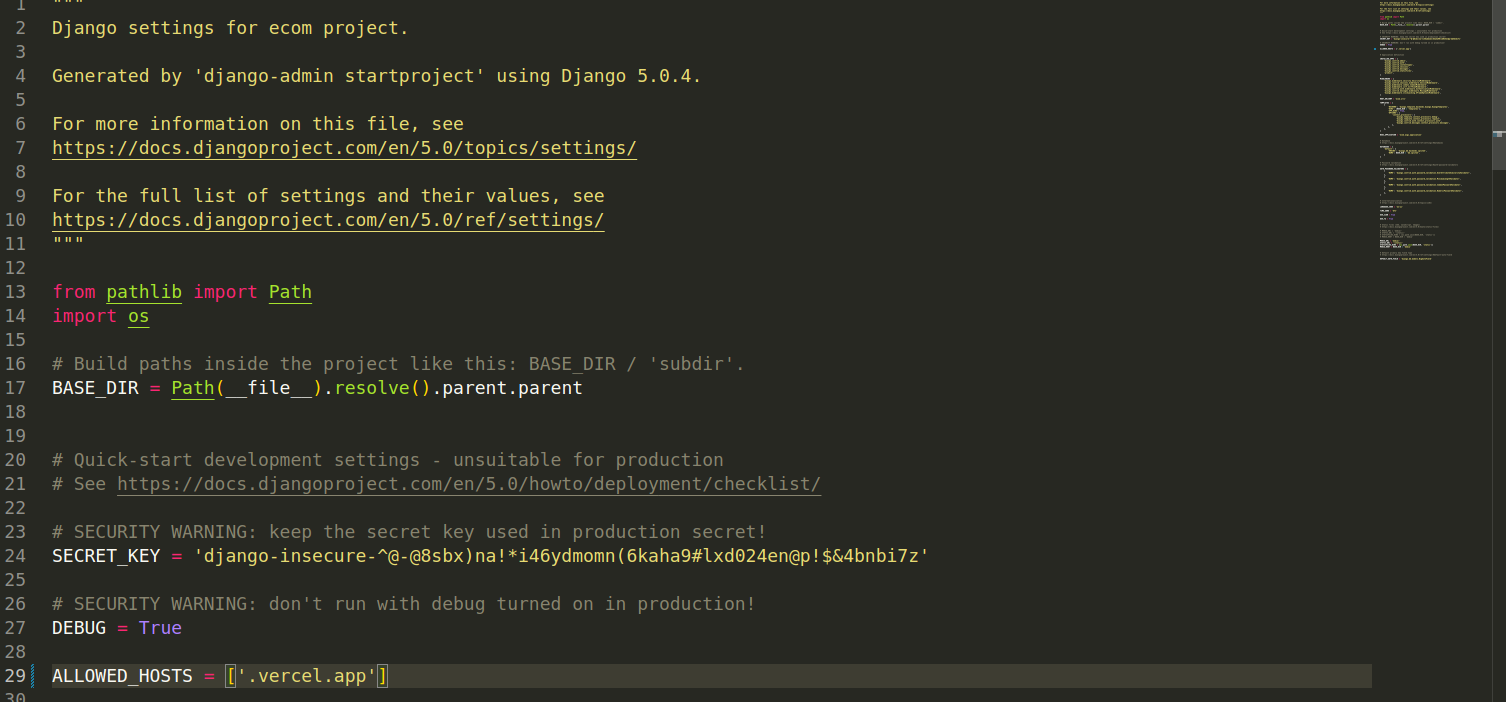 1 """
2 Django settings for ecom project.
3
4 Generated by 'django-admin startproject' using Django 5.0.4.
5
6 For more information on this file, see
7 https://docs.djangoproject.com/en/5.0/topics/settings/
8
9 For the full list of settings and their values, see
10 https://docs.djangoproject.com/en/5.0/ref/settings/
11 """
12
13 from pathlib import Path
14 import os
15
16 # Build paths inside the project like this: BASE_DIR / 'subdir'.
17 BASE_DIR = Path(__file__).resolve().parent.parent
18
19
20 # Quick-start development settings - unsuitable for production
21 # See https://docs.djangoproject.com/en/5.0/howto/deployment/checklist/
22
23 # SECURITY WARNING: keep the secret key used in production secret!
24 SECRET_KEY = 'django-insecure-^@-@8sbx)na!*i46ydmomn(6kaha9#lxd024en@p!$&4bnbi7z'
25
26 # SECURITY WARNING: don't run with debug turned on in production!
27 DEBUG = True
28
29 ALLOWED_HOSTS = ['.vercel.app']
30